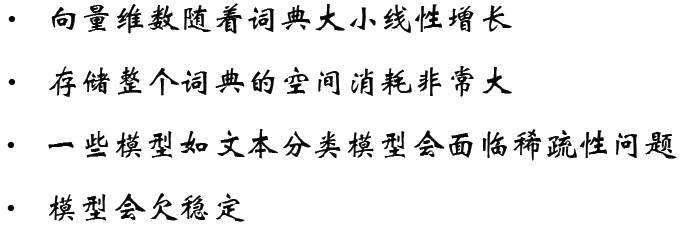 • 向量维数随着词典大小线性增长
• 存储整个词典的空间消耗非常大
• 一些模型如文本分类模型会面临稀疏性问题
• 模型会欠稳定